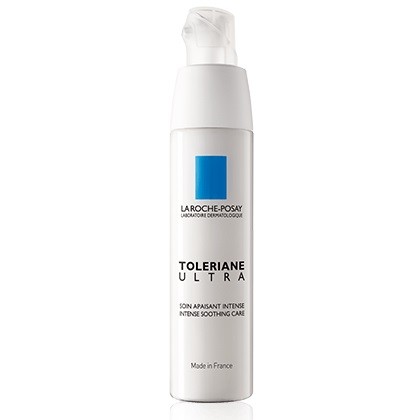 LA ROCHE-POSAY
LABORATOIRE DERMATOLOGIQUE
TOLERIANE
ULTRA
SOIN APAISANT INTENSE
INTENSE SOOTHING CARE
Made in France